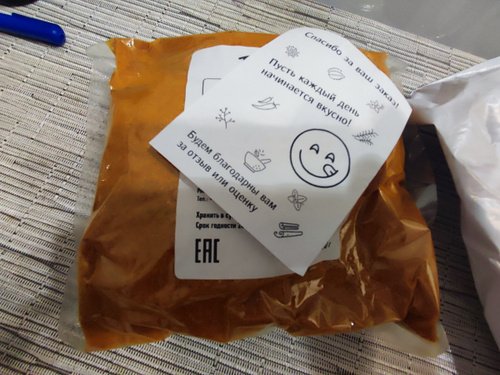 Спасибо за ваш заказ!
Пусть каждый день
начинается вкусно!
Будем благодарны вам
за отзыв или оценку
Хранить в
Срок годности
EAC